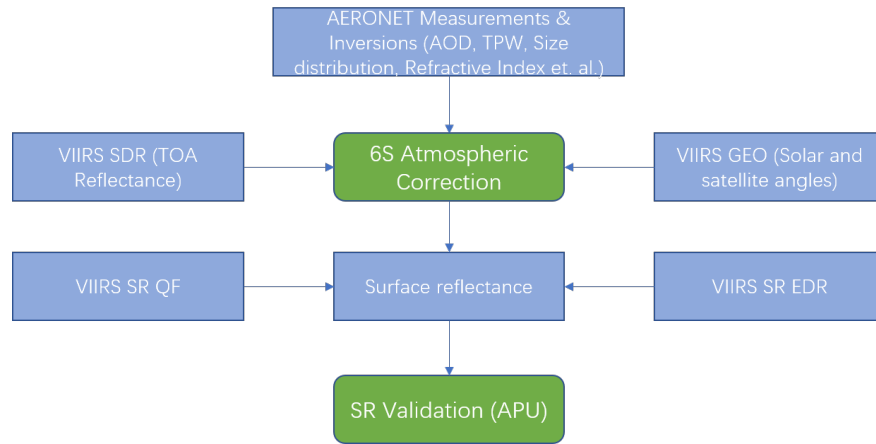 AERONET Measurements &
Inversions (AOD, TPW, Size
distribution, Refractive Index et. al.)
VIIRS SDR (TOA
Reflectance)
6S Atmospheric
Correction
VIIRS GEO (Solar and
satellite angles)
VIIRS SR QF
Surface reflectance
VIIRS SR EDR
SR Validation (APU)